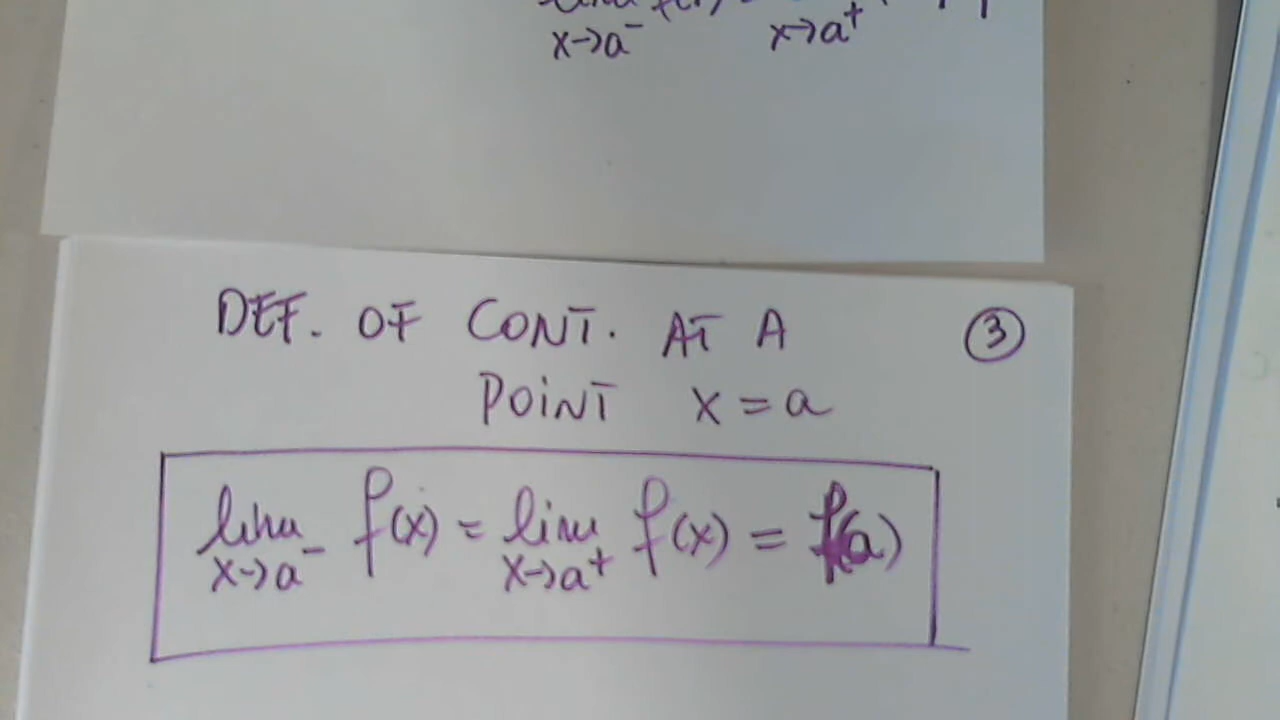 x→a⁻ x→a⁺
DEF. OF CONT. AT A ③
POINT x = a
lim f(x) = lim f(x) = f(a)
x→a⁻ x→a⁺